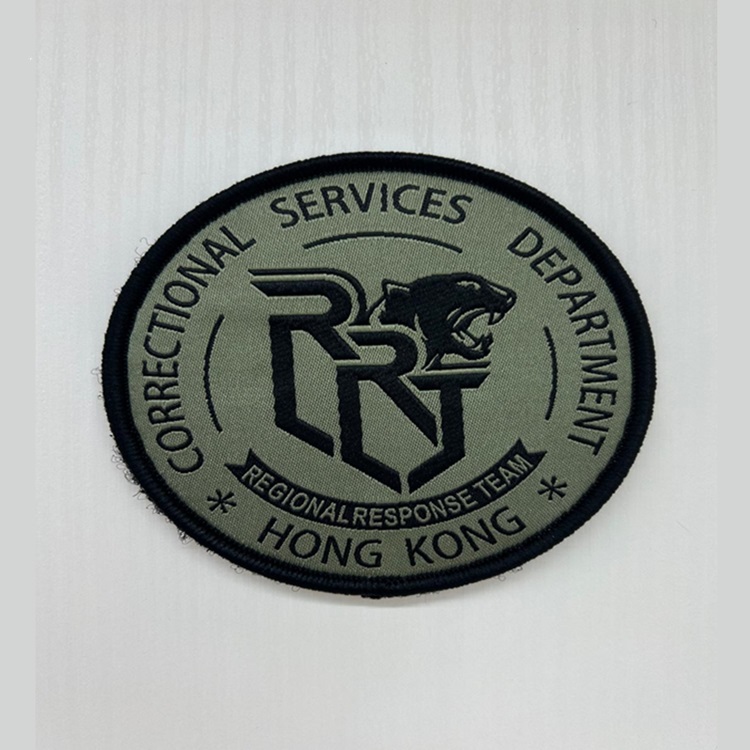 CORRECTIONAL SERVICES DEPARTMENT
RRT
REGIONAL RESPONSE TEAM
* HONG KONG *